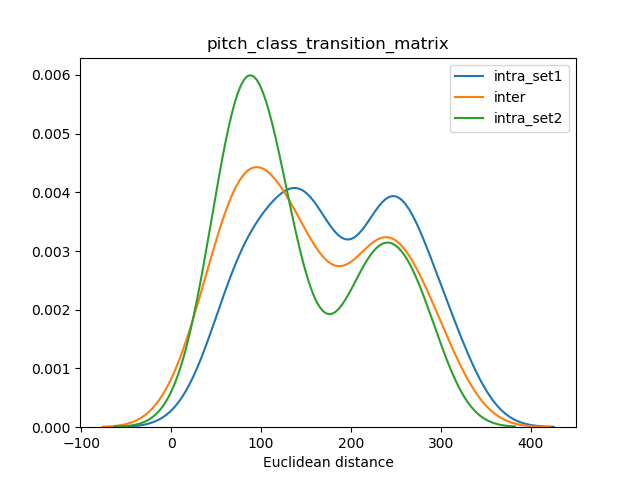 pitch_class_transition_matrix
intra_set1
inter
intra_set2
0.006
0.005
0.004
0.003
0.002
0.001
0.000
−100
0
100
200
300
400
Euclidean distance